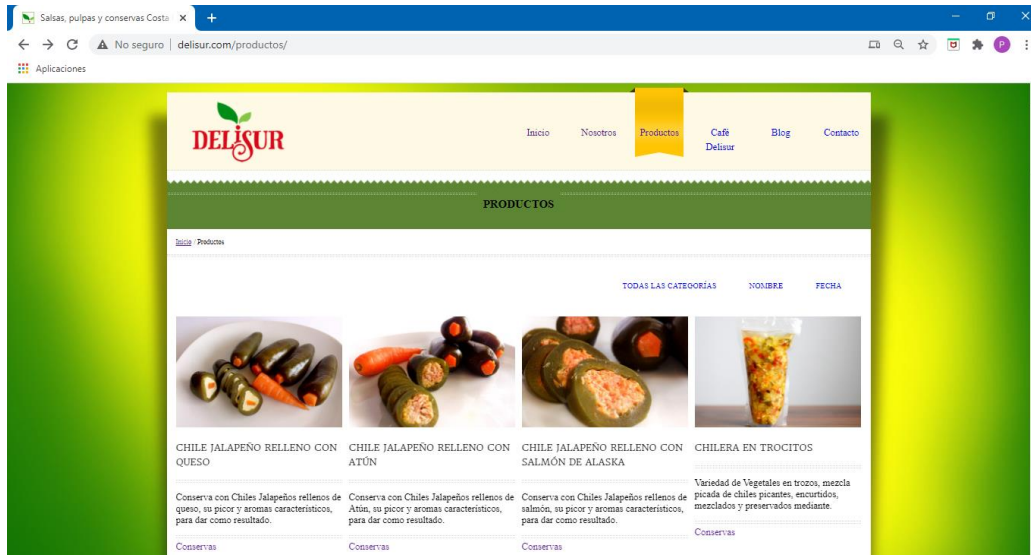 Salsas, pulpas y conservas Costa
No seguro | delisur.com/productos/
P
Aplicaciones
DELiSUR
Inicio Nosotros Productos Café Delisur Blog Contacto
PRODUCTOS
Inicio / Productos
TODAS LAS CATEGORÍAS NOMBRE FECHA
CHILE JALAPEÑO RELLENO CON
QUESO
CHILE JALAPEÑO RELLENO CON
ATÚN
CHILE JALAPEÑO RELLENO CON
SALMÓN DE ALASKA
CHILERA EN TROCITOS
Conserva con Chiles Jalapeños rellenos de
queso, su picor y aromas característicos,
para dar como resultado.
Conservas
Conserva con Chiles Jalapeños rellenos de
Atún, su picor y aromas característicos,
para dar como resultado.
Conservas
Conserva con Chiles Jalapeños rellenos de
salmón, su picor y aromas característicos,
para dar como resultado.
Conservas
Variedad de Vegetales en trozos, mezcla
picada de chiles picantes, encurtidos,
mezclados y preservados mediante.
Conservas